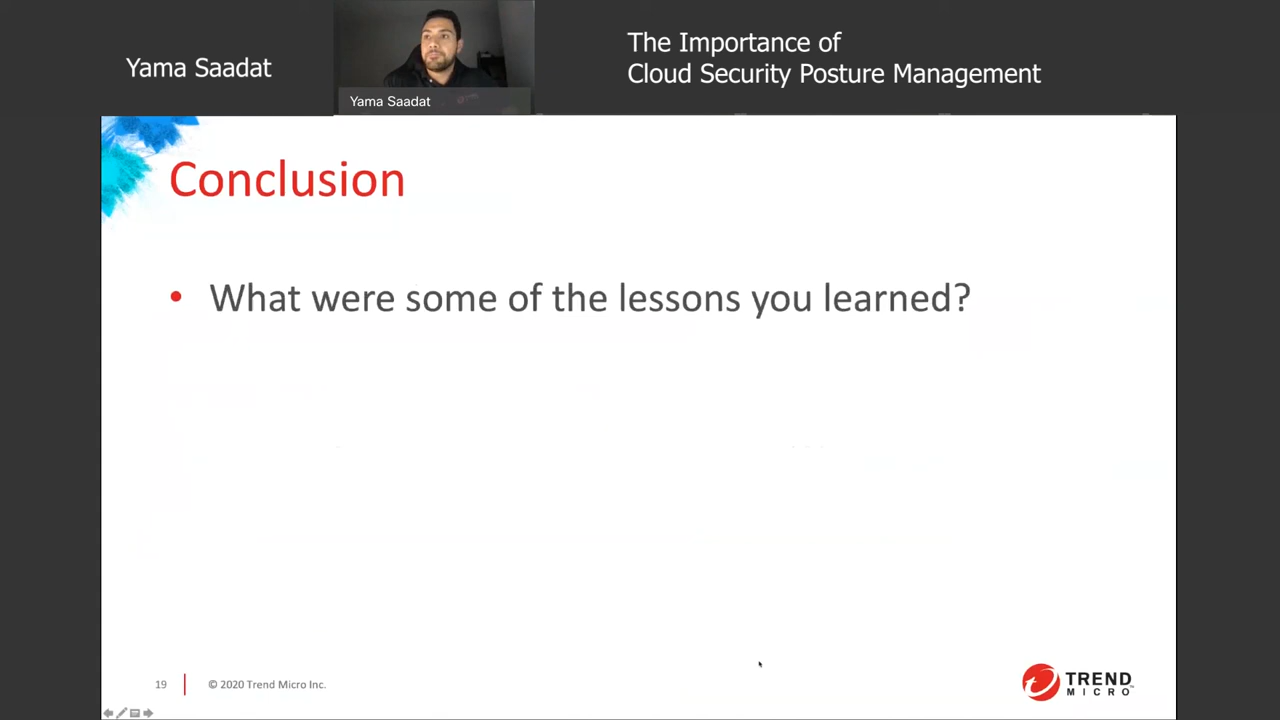 Yama Saadat
Yama Saadat
The Importance of
Cloud Security Posture Management
Conclusion
• What were some of the lessons you learned?
19
© 2020 Trend Micro Inc.
TREND
MICRO